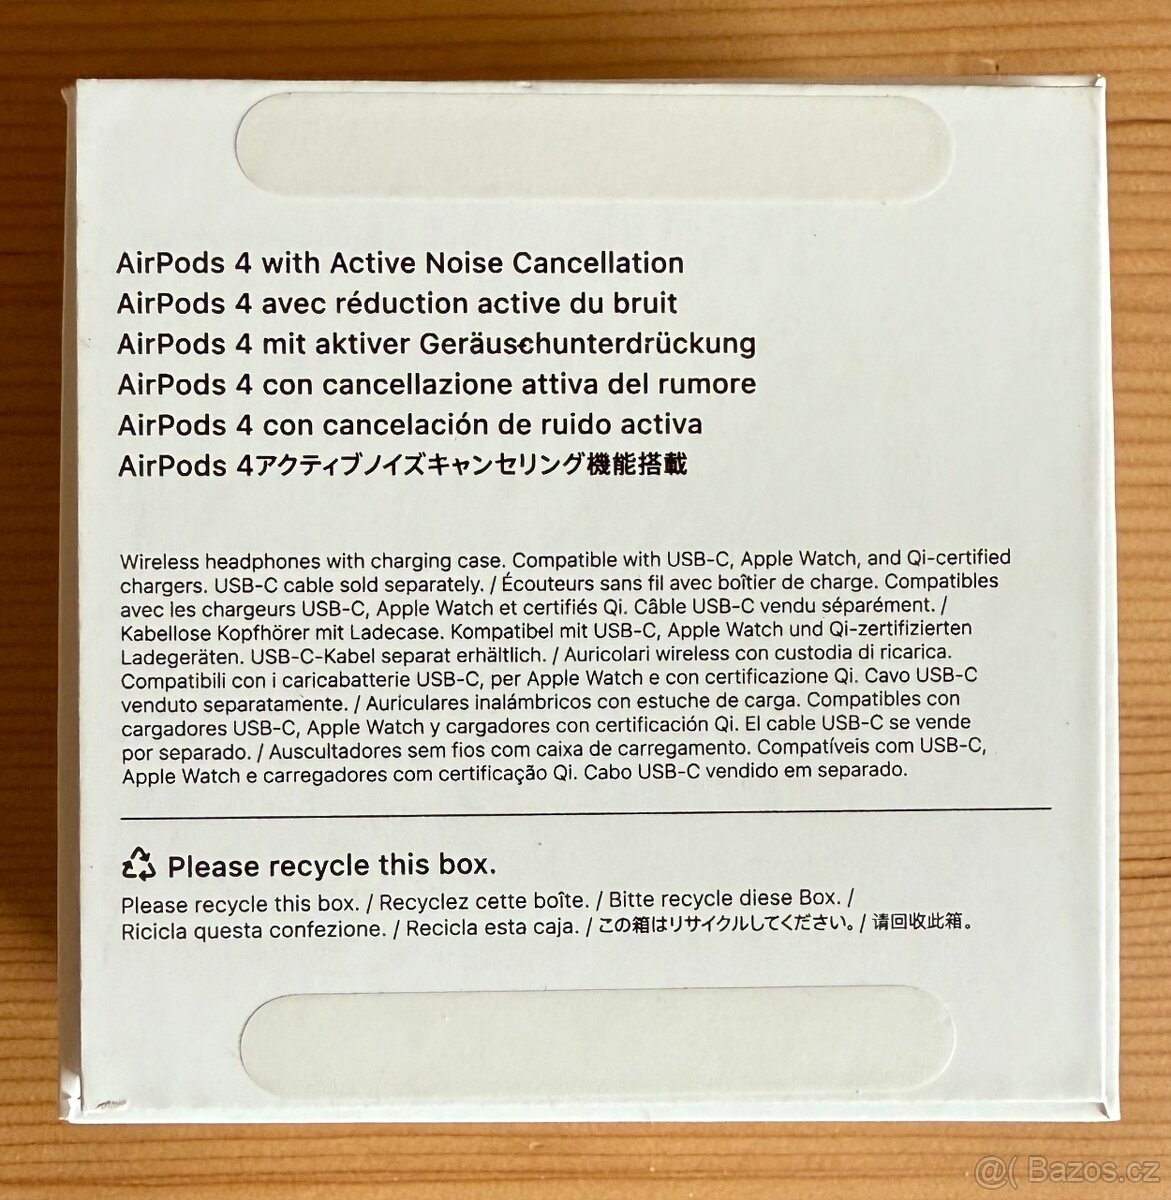 AirPods 4 with Active Noise Cancellation
AirPods 4 avec réduction active du bruit
AirPods 4 mit aktiver Geräuschunterdrückung
AirPods 4 con cancellazione attiva del rumore
AirPods 4 con cancelación de ruido activa
AirPods 4アクティブノイズキャンセリング機能搭載
Wireless headphones with charging case. Compatible with USB-C, Apple Watch, and Qi-certified
chargers. USB-C cable sold separately. / Écouteurs sans fil avec boîtier de charge. Compatibles
avec les chargeurs USB-C, Apple Watch et certifiés Qi. Câble USB-C vendu séparément. /
Kabellose Kopfhörer mit Ladecase. Kompatibel mit USB-C, Apple Watch und Qi-zertifizierten
Ladegeräten. USB-C-Kabel separat erhältlich. / Auricolari wireless con custodia di ricarica.
Compatibili con i caricabatterie USB-C, per Apple Watch e con certificazione Qi. Cavo USB-C
venduto separatamente. / Auriculares inalámbricos con estuche de carga. Compatibles con
cargadores USB-C, Apple Watch y cargadores con certificación Qi. El cable USB-C se vende
por separado. / Auscultadores sem fios com caixa de carregamento. Compatíveis com USB-C,
Apple Watch e carregadores com certificação Qi. Cabo USB-C vendido em separado.
Please recycle this box.
Please recycle this box. / Recyclez cette boîte. / Bitte recycle diese Box. /
Ricicla questa confezione. / Recicla esta caja. / この箱はリサイクルしてください。/ 请回收此箱。
@( Bazos.cz